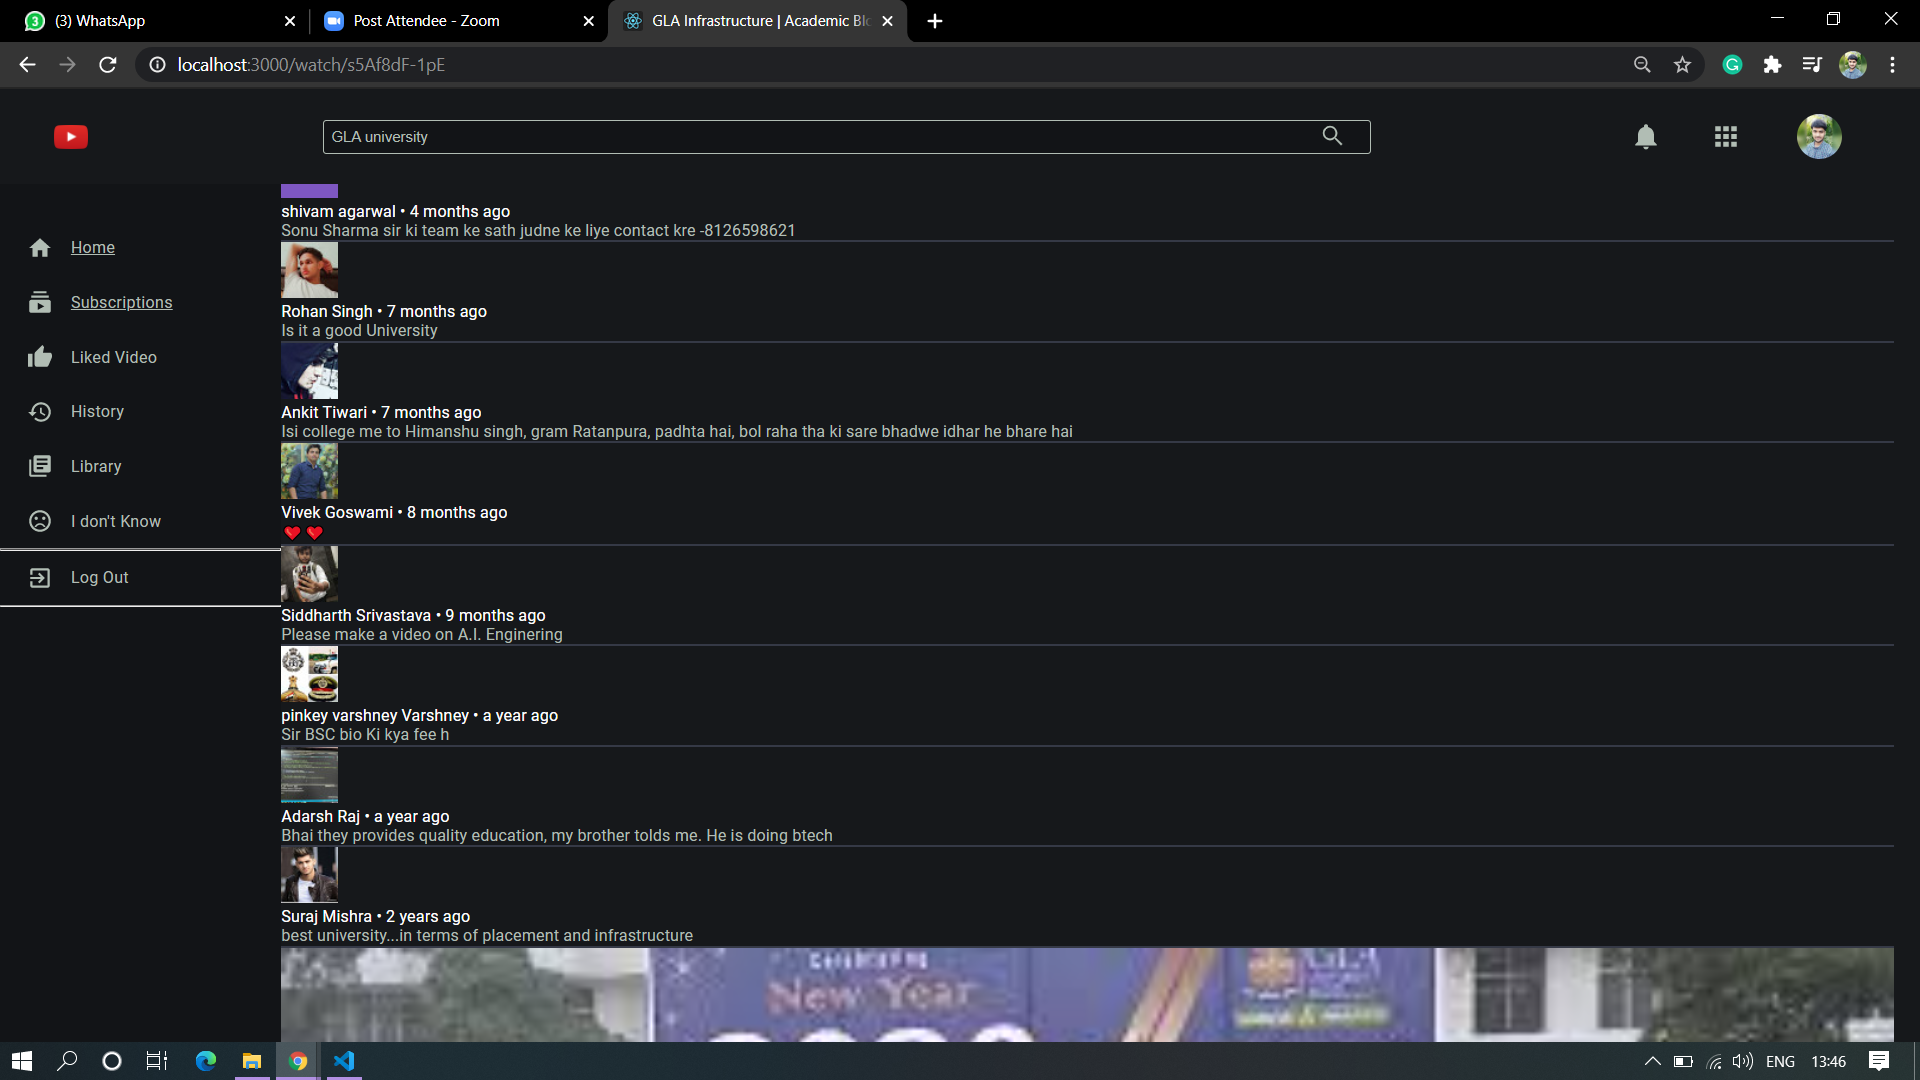 (3) WhatsApp
Post Attendee - Zoom
GLA Infrastructure | Academic Blo
localhost:3000/watch/s5Af8dF-1pE
GLA university
Home
Subscriptions
Liked Video
History
Library
I don't Know
Log Out
shivam agarwal • 4 months ago
Sonu Sharma sir ki team ke sath judne ke liye contact kre -8126598621
Rohan Singh • 7 months ago
Is it a good University
Ankit Tiwari • 7 months ago
Isi college me to Himanshu singh, gram Ratanpura, padhta hai, bol raha tha ki sare bhadwe idhar he bhare hai
Vivek Goswami • 8 months ago
❤️ ❤️
Siddharth Srivastava • 9 months ago
Please make a video on A.I. Enginering
pinkey varshney Varshney • a year ago
Sir BSC bio Ki kya fee h
Adarsh Raj • a year ago
Bhai they provides quality education, my brother tolds me. He is doing btech
Suraj Mishra • 2 years ago
best university...in terms of placement and infrastructure
New Year
GLA
ENG
13:46